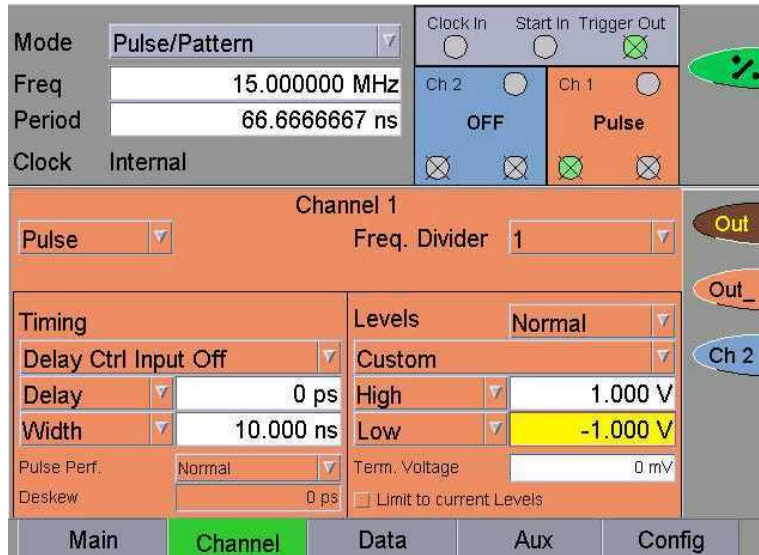 Mode Pulse/Pattern
Freq 15.000000 MHz
Period 66.6666667 ns
Clock Internal
Clock In Start In Trigger Out
Ch 2 OFF
Ch 1 Pulse
Channel 1
Pulse Freq. Divider 1
Timing
Delay Ctrl Input Off
Delay 0 ps
Width 10.000 ns
Pulse Perf. Normal
Deskew 0 ps
Levels Normal
Custom
High 1.000 V
Low -1.000 V
Term. Voltage 0 mV
Limit to current Levels
Out
Out_
Ch 2
Main Channel Data Aux Config